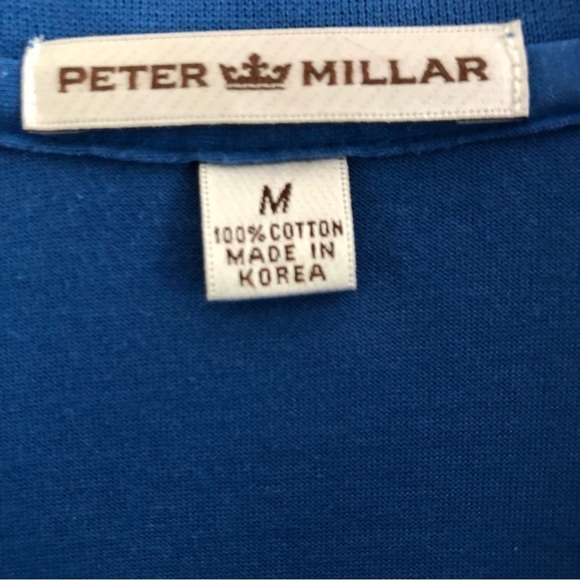 PETER MILLAR
M
100% COTTON
MADE IN
KOREA